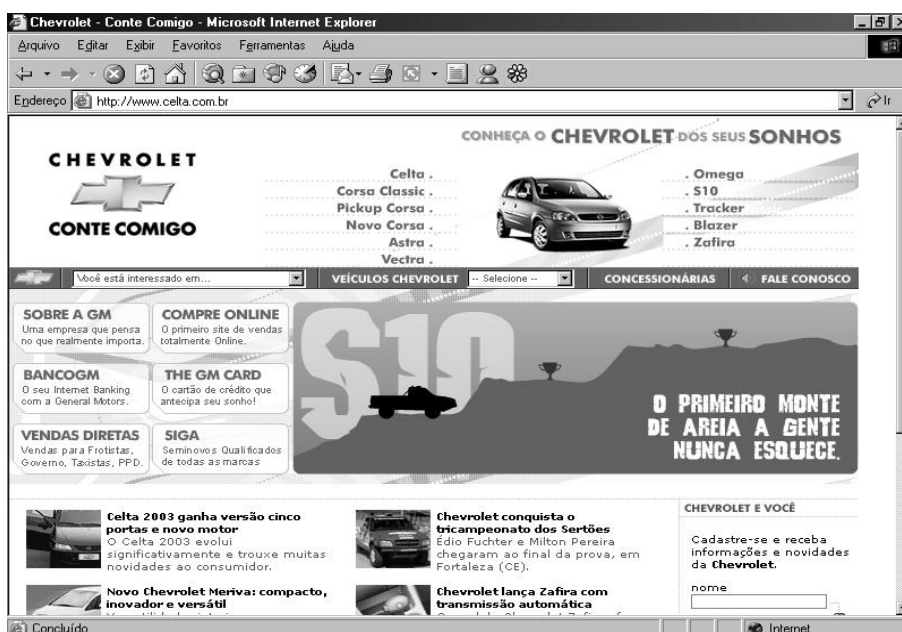 Chevrolet - Conte Comigo - Microsoft Internet Explorer
Arquivo Editar Exibir Favoritos Ferramentas Ajuda
Endereço http://www.celta.com.br Ir
CONHEÇA O CHEVROLET DOS SEUS SONHOS
CHEVROLET
CONTE COMIGO
Celta .
Corsa Classic .
Pickup Corsa .
Novo Corsa .
Astra .
Vectra .
. Omega
. S10
. Tracker
. Blazer
. Zafira
Você está interessado em... VEÍCULOS CHEVROLET -- Selecione -- CONCESSIONÁRIAS FALE CONOSCO
SOBRE A GM
Uma empresa que pensa
no que realmente importa.
COMPRE ONLINE
O primeiro site de vendas
totalmente Online.
BANCOGM
O seu Internet Banking
com a General Motors.
THE GM CARD
O cartão de crédito que
antecipa seu sonho!
VENDAS DIRETAS
Vendas para Frotistas,
Governo, Taxistas, PPD.
SIGA
Seminovos Qualificados
de todas as marcas
S10
O PRIMEIRO MONTE
DE AREIA A GENTE
NUNCA ESQUECE.
Celta 2003 ganha versão cinco
portas e novo motor
O Celta 2003 evolui
significativamente e trouxe muitas
novidades ao consumidor.
Novo Chevrolet Meriva: compacto,
inovador e versátil
Chevrolet conquista o
tricampeonato dos Sertões
Édio Fuchter e Milton Pereira
chegaram ao final da prova, em
Fortaleza (CE).
Chevrolet lança Zafira com
transmissão automática
CHEVROLET E VOCÊ
Cadastre-se e receba
informações e novidades
da Chevrolet.
nome
Concluído Internet